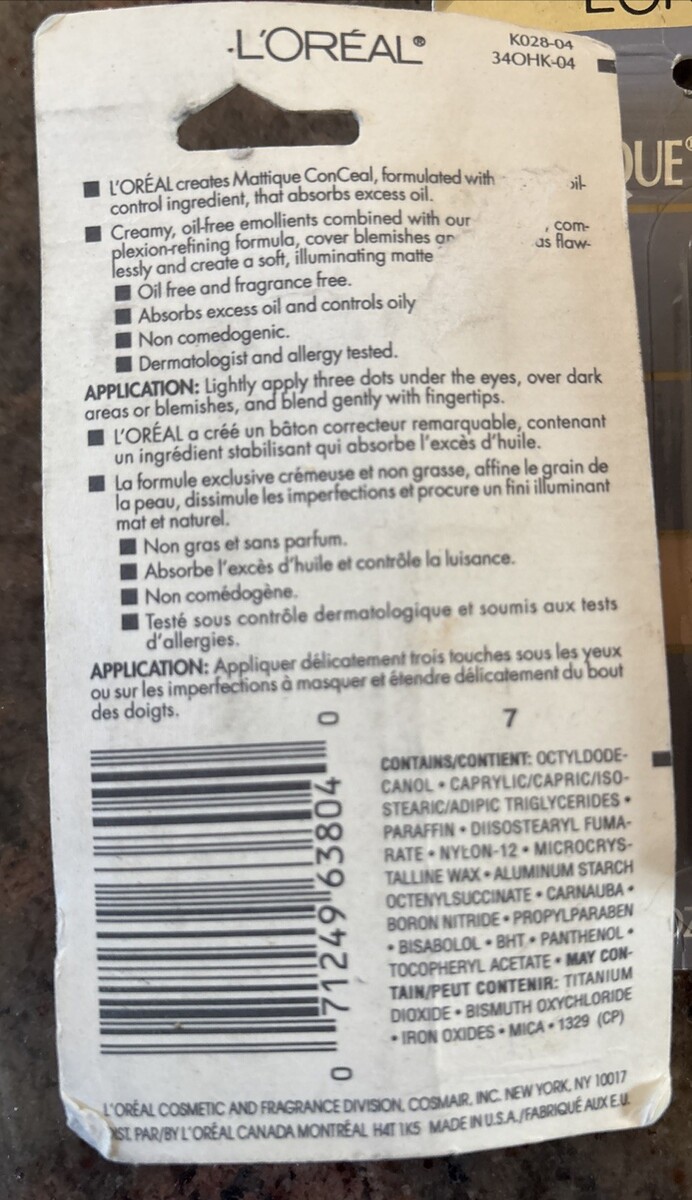 L'ORÉAL®
K028-04
34OHK-04
QUE®
■ L'ORÉAL creates Mattique ConCeal, formulated with oil-
control ingredient, that absorbs excess oil.
■ Creamy, oil-free emollients combined with our , com-
plexion-refining formula, cover blemishes as flaw-
lessly and create a soft, illuminating matte
■ Oil free and fragrance free.
■ Absorbs excess oil and controls oily
■ Non comedogenic.
■ Dermatologist and allergy tested.
APPLICATION: Lightly apply three dots under the eyes, over dark
areas or blemishes, and blend gently with fingertips.
■ L'ORÉAL a créé un bâton correcteur remarquable, contenant
un ingrédient stabilisant qui absorbe l'excès d'huile.
■ La formule exclusive crémeuse et non grasse, affine le grain de
la peau, dissimule les imperfections et procure un fini illuminant
mat et naturel.
■ Non gras et sans parfum.
■ Absorbe l'excès d'huile et contrôle la luisance.
■ Non comédogène.
■ Testé sous contrôle dermatologique et soumis aux tests
d'allergies.
APPLICATION: Appliquer délicatement trois touches sous les yeux
ou sur les imperfections à masquer et étendre délicatement du bout
des doigts.
0 71249 63804 0
7
CONTAINS/CONTIENT: OCTYLDODE-
CANOL • CAPRYLIC/CAPRIC/ISO-
STEARIC/ADIPIC TRIGLYCERIDES •
PARAFFIN • DIISOSTEARYL FUMA-
RATE • NYLON-12 • MICROCRYS-
TALLINE WAX • ALUMINUM STARCH
OCTENYLSUCCINATE • CARNAUBA •
BORON NITRIDE • PROPYLPARABEN
• BISABOLOL • BHT • PANTHENOL •
TOCOPHERYL ACETATE • MAY CON-
TAIN/PEUT CONTENIR: TITANIUM
DIOXIDE • BISMUTH OXYCHLORIDE
• IRON OXIDES • MICA • 1329 (CP)
L'ORÉAL COSMETIC AND FRAGRANCE DIVISION, COSMAIR, INC. NEW YORK, NY 10017
DIST. PAR/BY L'ORÉAL CANADA MONTRÉAL H4T 1K5 MADE IN U.S.A./FABRIQUÉ AUX E.U.